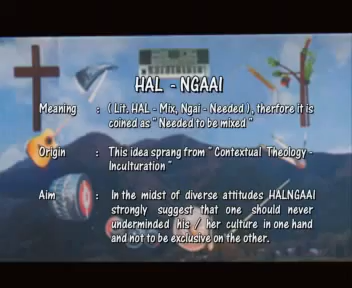 HAL - NGAAI
Meaning : ( Lit. HAL - Mix, Ngai - Needed ), therfore it is
coined as " Needed to be mixed "
Origin : This idea sprang from " Contextual Theology -
Inculturation "
Aim : In the midst of diverse attitudes HALNGAAI
strongly suggest that one should never
underminded his / her culture in one hand
and not to be exclusive on the other.